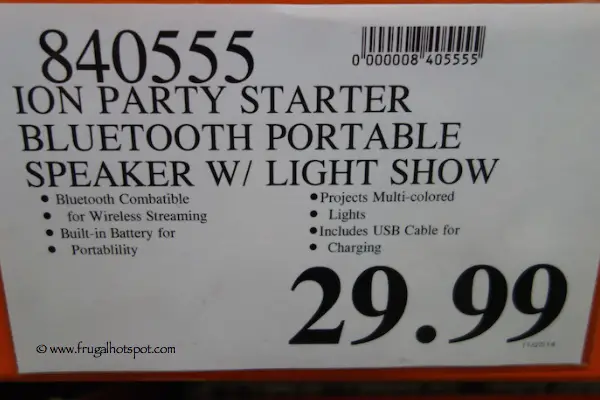 840555
0 000008 405555
ION PARTY STARTER
BLUETOOTH PORTABLE
SPEAKER W/ LIGHT SHOW
• Bluetooth Combatible
• for Wireless Streaming
• Built-in Battery for
• Portablility
• Projects Multi-colored
• Lights
• Includes USB Cable for
• Charging
29.99
© www.frugalhotspot.com